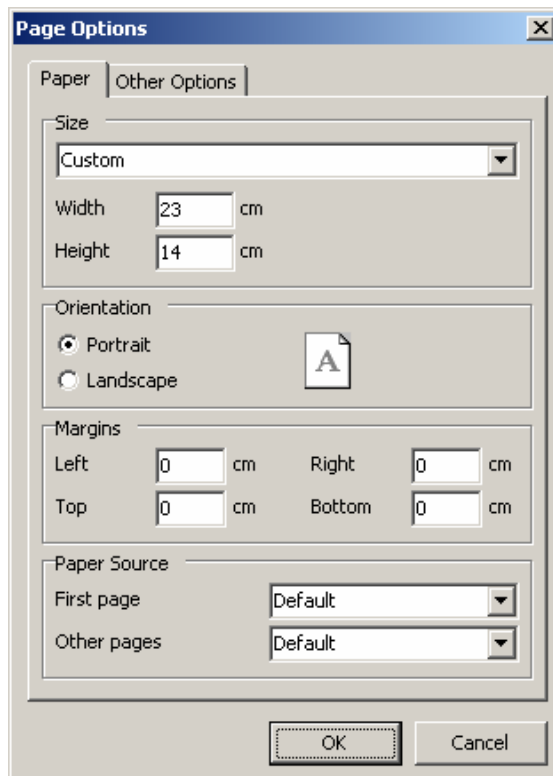 Page Options
Paper Other Options
Size
Custom
Width 23 cm
Height 14 cm
Orientation
Portrait
A
Landscape
Margins
Left 0 cm Right 0 cm
Top 0 cm Bottom 0 cm
Paper Source
First page Default
Other pages Default
OK Cancel